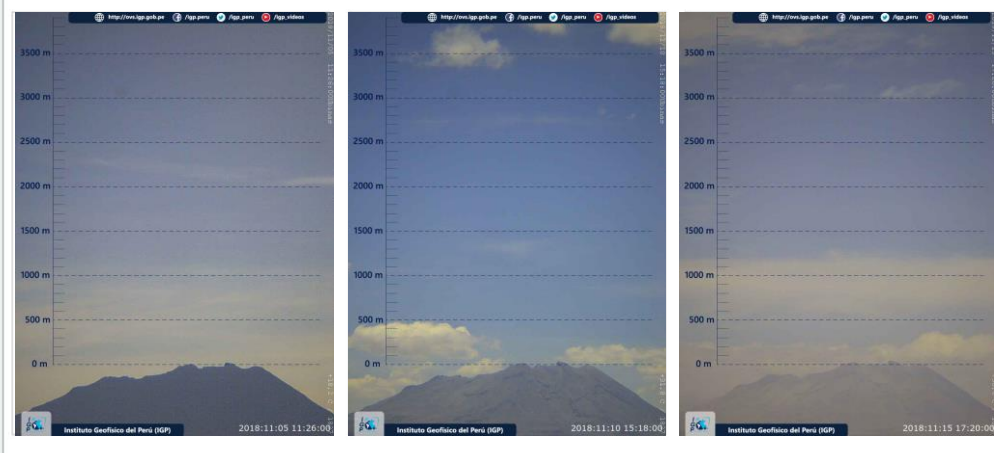 http://ovs.igp.gob.pe /igp.peru /igp_peru /igp_videos
3500 m
3000 m
2500 m
2000 m
1500 m
1000 m
500 m
0 m
Instituto Geofísico del Perú (IGP)
2018:11:05 11:26:00
http://ovs.igp.gob.pe /igp.peru /igp_peru /igp_videos
3500 m
3000 m
2500 m
2000 m
1500 m
1000 m
500 m
0 m
Instituto Geofísico del Perú (IGP)
2018:11:10 15:18:00
http://ovs.igp.gob.pe /igp.peru /igp_peru /igp_videos
3500 m
3000 m
2500 m
2000 m
1500 m
1000 m
500 m
0 m
Instituto Geofísico del Perú (IGP)
2018:11:15 17:20:00